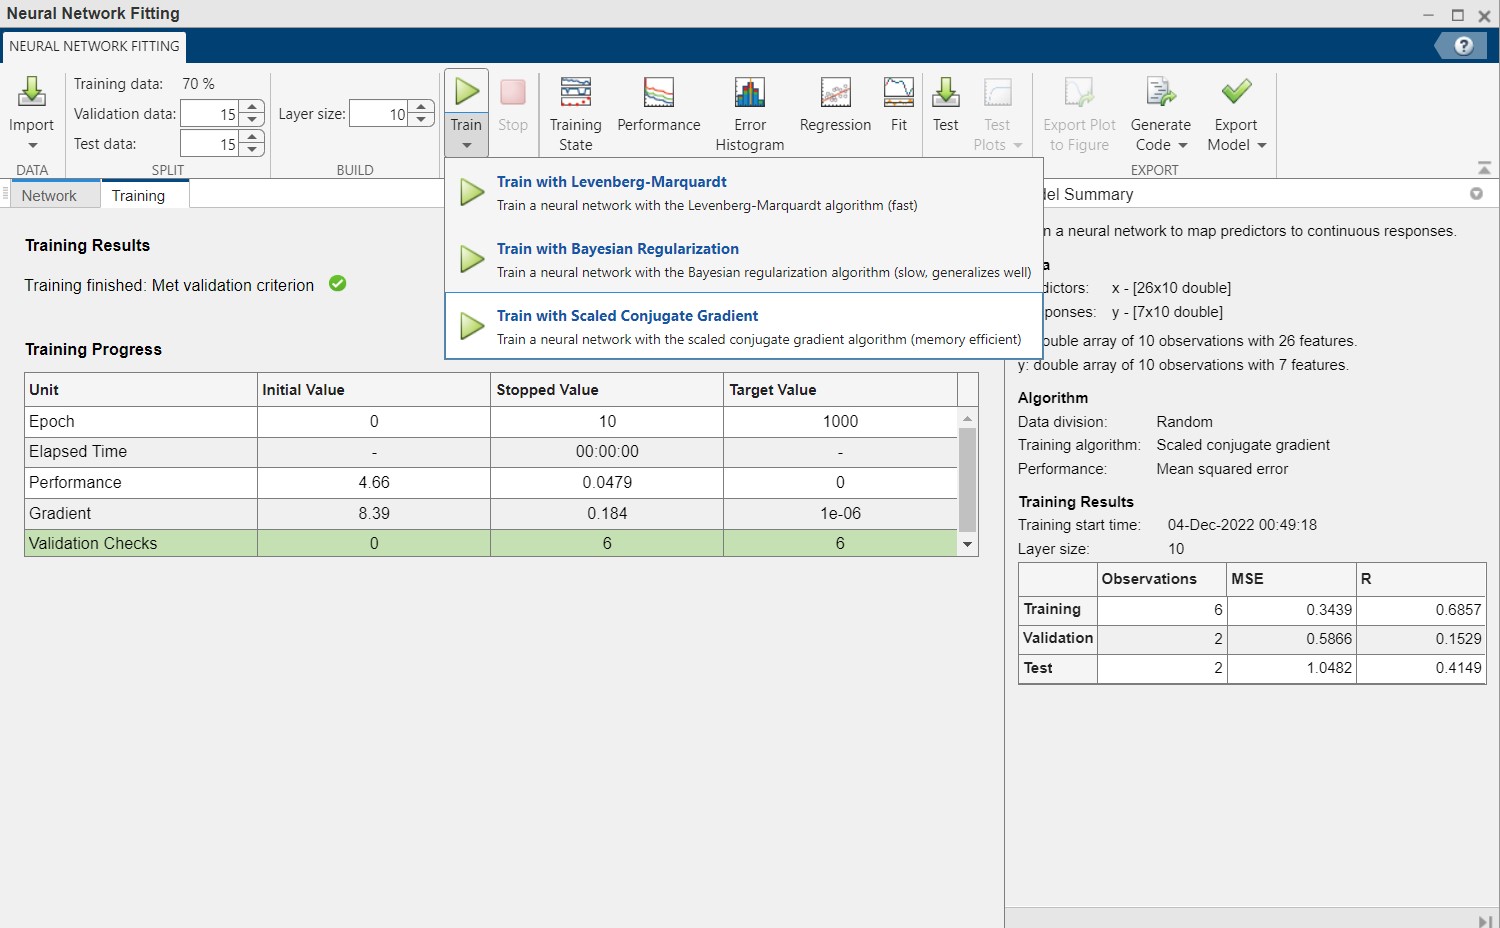 Neural Network Fitting
NEURAL NETWORK FITTING
?
Import
DATA
Training data: 70 %
Validation data: 15
Test data: 15
SPLIT
Layer size: 10
BUILD
Train
Stop
Training
State
Performance
Error
Histogram
Regression
Fit
Test
Test
Plots
Export Plot
to Figure
Generate
Code
Export
Model
EXPORT
Train with Levenberg-Marquardt
Train a neural network with the Levenberg-Marquardt algorithm (fast)
Train with Bayesian Regularization
Train a neural network with the Bayesian regularization algorithm (slow, generalizes well)
Train with Scaled Conjugate Gradient
Train a neural network with the scaled conjugate gradient algorithm (memory efficient)
Network
Training
Training Results
Training finished: Met validation criterion
Training Progress
Unit Initial Value Stopped Value Target Value
Epoch 0 10 1000
Elapsed Time - 00:00:00 -
Performance 4.66 0.0479 0
Gradient 8.39 0.184 1e-06
Validation Checks 0 6 6
del Summary
n a neural network to map predictors to continuous responses.
a
dictors: x - [26x10 double]
ponses: y - [7x10 double]
ouble array of 10 observations with 26 features.
y: double array of 10 observations with 7 features.
Algorithm
Data division: Random
Training algorithm: Scaled conjugate gradient
Performance: Mean squared error
Training Results
Training start time: 04-Dec-2022 00:49:18
Layer size: 10
Observations MSE R
Training 6 0.3439 0.6857
Validation 2 0.5866 0.1529
Test 2 1.0482 0.4149